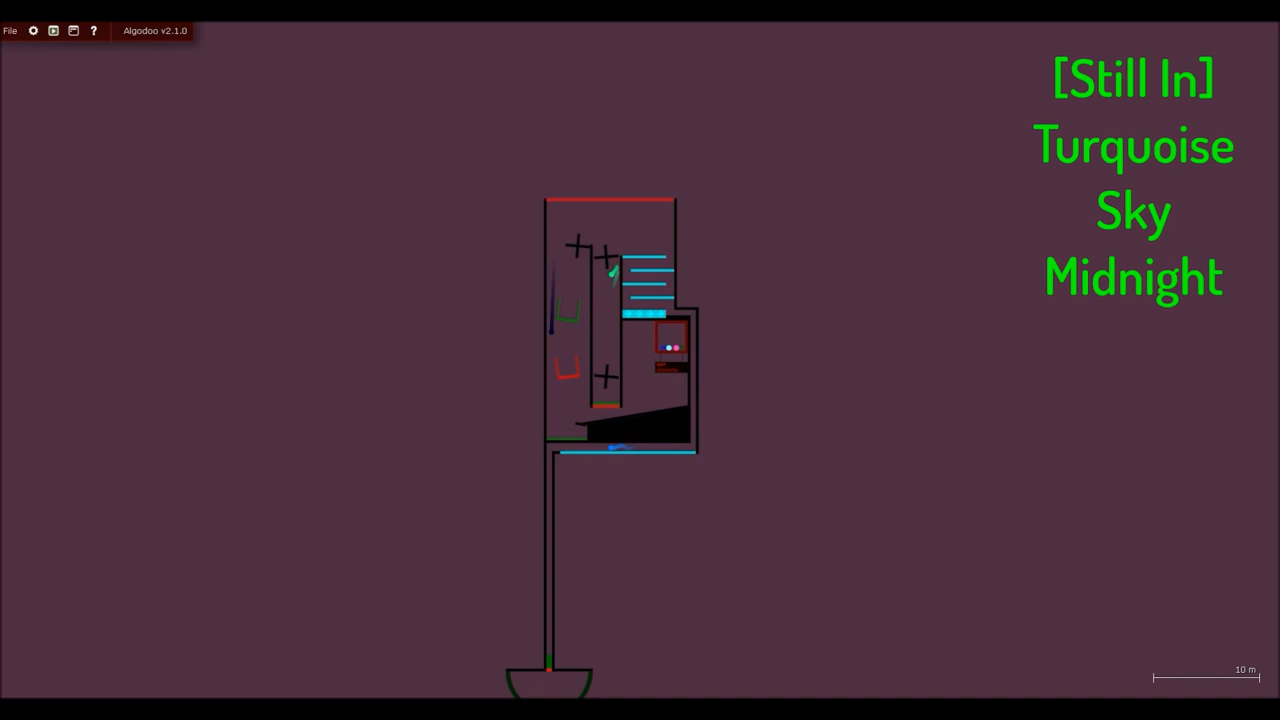 File
Algodoo v2.1.0
[Still In]
Turquoise
Sky
Midnight
10 m